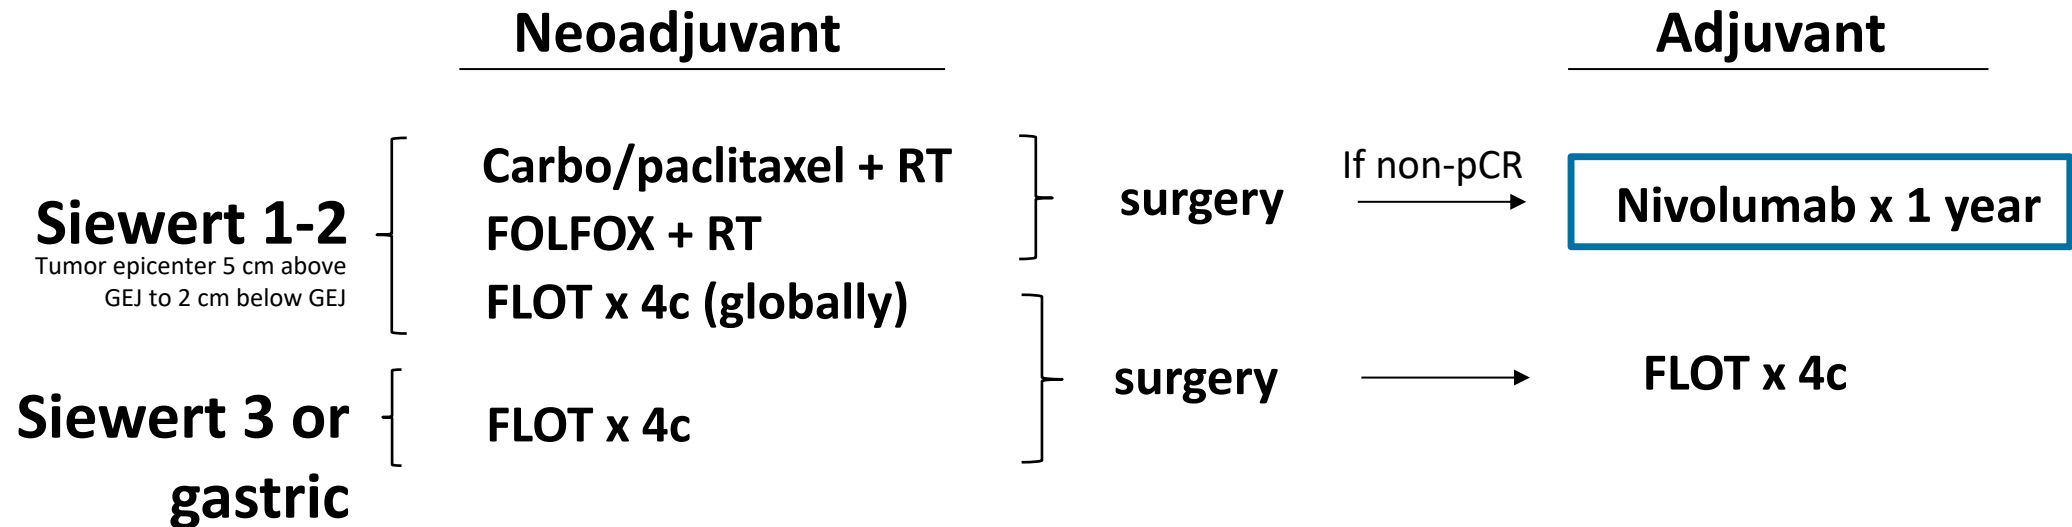 Neoadjuvant
Adjuvant
Siewert 1-2
Tumor epicenter 5 cm above
GEJ to 2 cm below GEJ
Carbo/paclitaxel + RT
FOLFOX + RT
FLOT x 4c (globally)
surgery
If non-pCR
Nivolumab x 1 year
Siewert 3 or
gastric
FLOT x 4c
surgery
FLOT x 4c